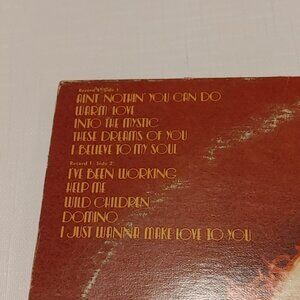 Record 1: Side 1
AINT NOTHIN' YOU CAN DO
WARM LOVE
INTO THE MYSTIC
THESE DREAMS OF YOU
I BELIEVE TO MY SOUL
Record 1: Side 2
I'VE BEEN WORKING
HELP ME
WILD CHILDREN
DOMINO
I JUST WANNA MAKE LOVE TO YOU